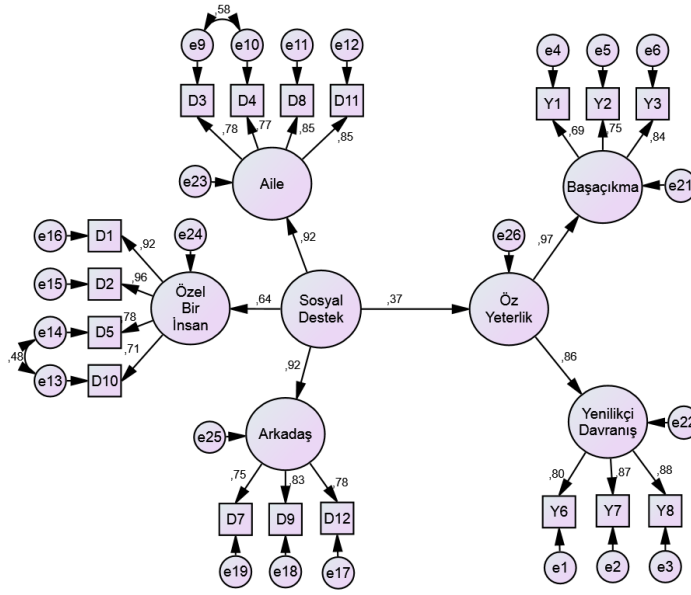 ,58
e9
e10
e11
e12
e4
e5
e6
D3
D4
D8
D11
Y1
Y2
Y3
,78
,77
,85
,85
,69
,75
,84
e23
Aile
Başaçıkma
e21
e16
D1
e24
,92
,92
e26
,97
e15
D2
,96
Özel
Bir
İnsan
,64
Sosyal
Destek
,37
Öz
Yeterlik
e14
D5
,78
,48
e13
D10
,71
,92
,86
e25
Arkadaş
Yenilikçi
Davranış
e22
,75
,83
,78
,80
,87
,88
D7
D9
D12
Y6
Y7
Y8
e19
e18
e17
e1
e2
e3